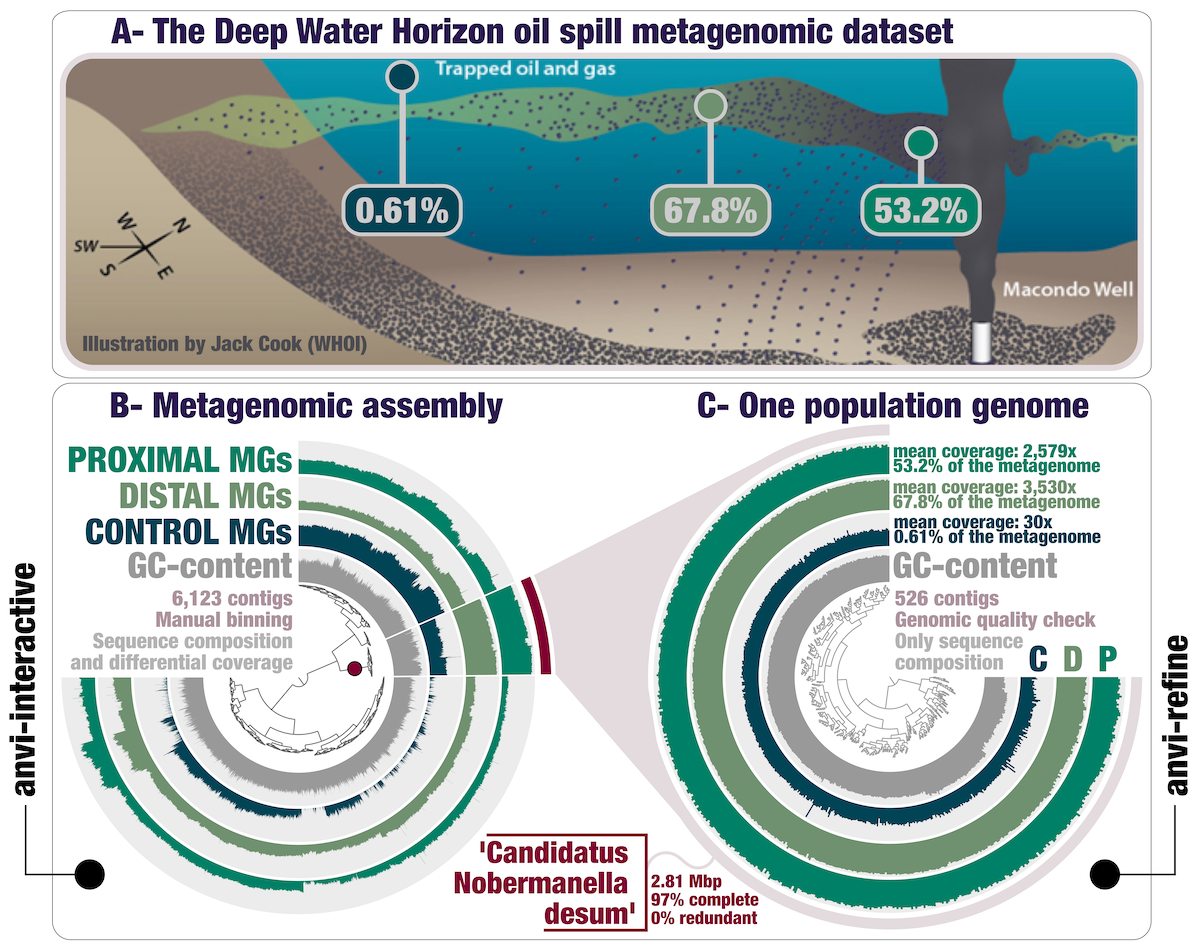 A- The Deep Water Horizon oil spill metagenomic dataset
Trapped oil and gas
0.61%
67.8%
53.2%
W
N
SW
S
E
Macondo Well
Illustration by Jack Cook (WHOI)
B- Metagenomic assembly
PROXIMAL MGs
DISTAL MGs
CONTROL MGs
GC-content
6,123 contigs
Manual binning
Sequence composition
and differential coverage
anvi-interactive
C- One population genome
mean coverage: 2,579x
53.2% of the metagenome
mean coverage: 3,530x
67.8% of the metagenome
mean coverage: 30x
0.61% of the metagenome
GC-content
526 contigs
Genomic quality check
Only sequence
composition
C D P
anvi-refine
'Candidatus
Nobermanella
desum'
2.81 Mbp
97% complete
0% redundant